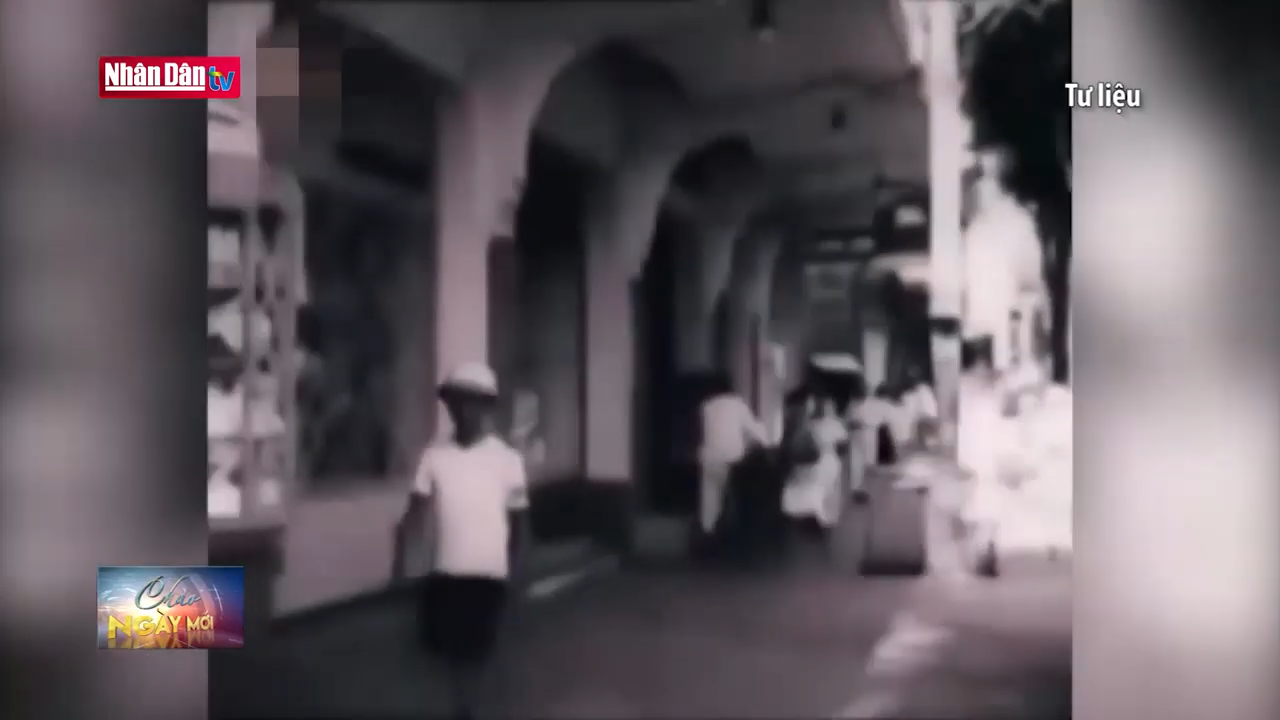 Nhân Dân tv
Tư liệu
Chào
NGÀY MỚI